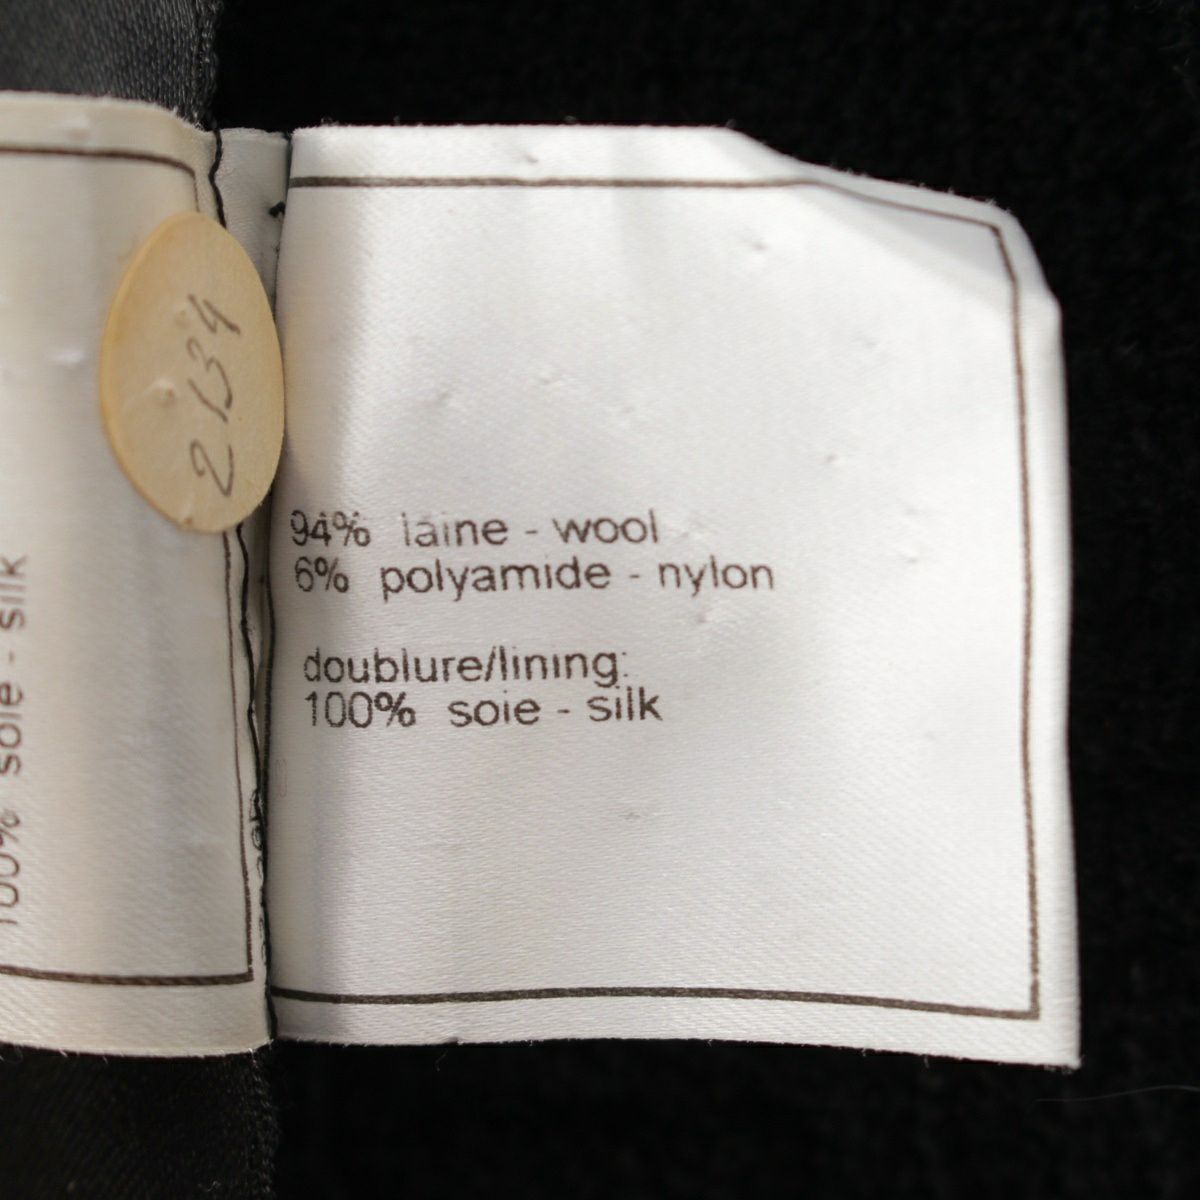 100% soie - silk
2134
94% laine - wool
6% polyamide - nylon
doublure/lining:
100% soie - silk